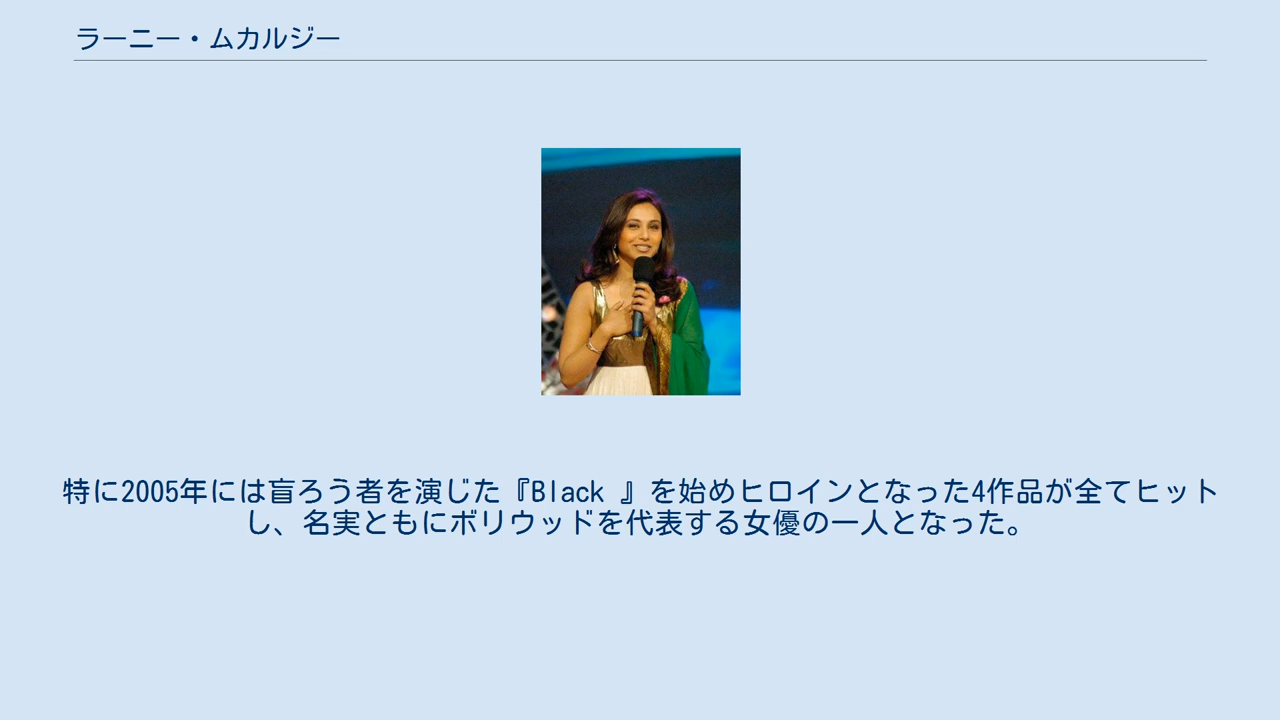 ラーニー・ムカルジー
特に2005年には盲ろう者を演じた『Black 』を始めヒロインとなった4作品が全てヒット
し、名実ともにボリウッドを代表する女優の一人となった。